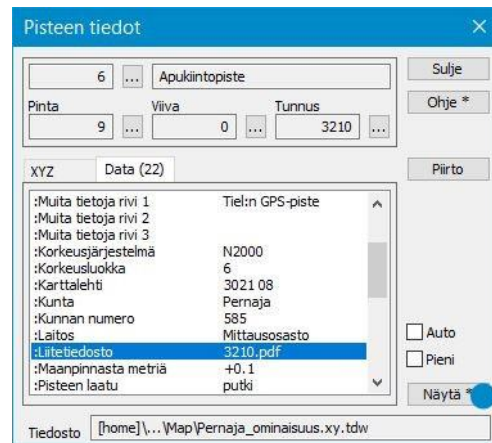 Pisteen tiedot
6 ... Apukiintopiste
Sulje
Pinta Viiva Tunnus
Ohje *
9 ... 0 ... 3210 ...
XYZ Data (22)
Piirto
:Muita tietoja rivi 1 Tiel:n GPS-piste
:Muita tietoja rivi 2
:Muita tietoja rivi 3
:Korkeusjärjestelmä N2000
:Korkeusluokka 6
:Karttalehti 3021 08
:Kunta Pernaja
:Kunnan numero 585
:Laitos Mittausosasto
:Liitetiedosto 3210.pdf
:Maanpinnasta metriä +0.1
:Pisteen laatu putki
Auto
Pieni
Näytä *
Tiedosto [home]\...\Map\Pernaja_ominaisuus.xy.tdw